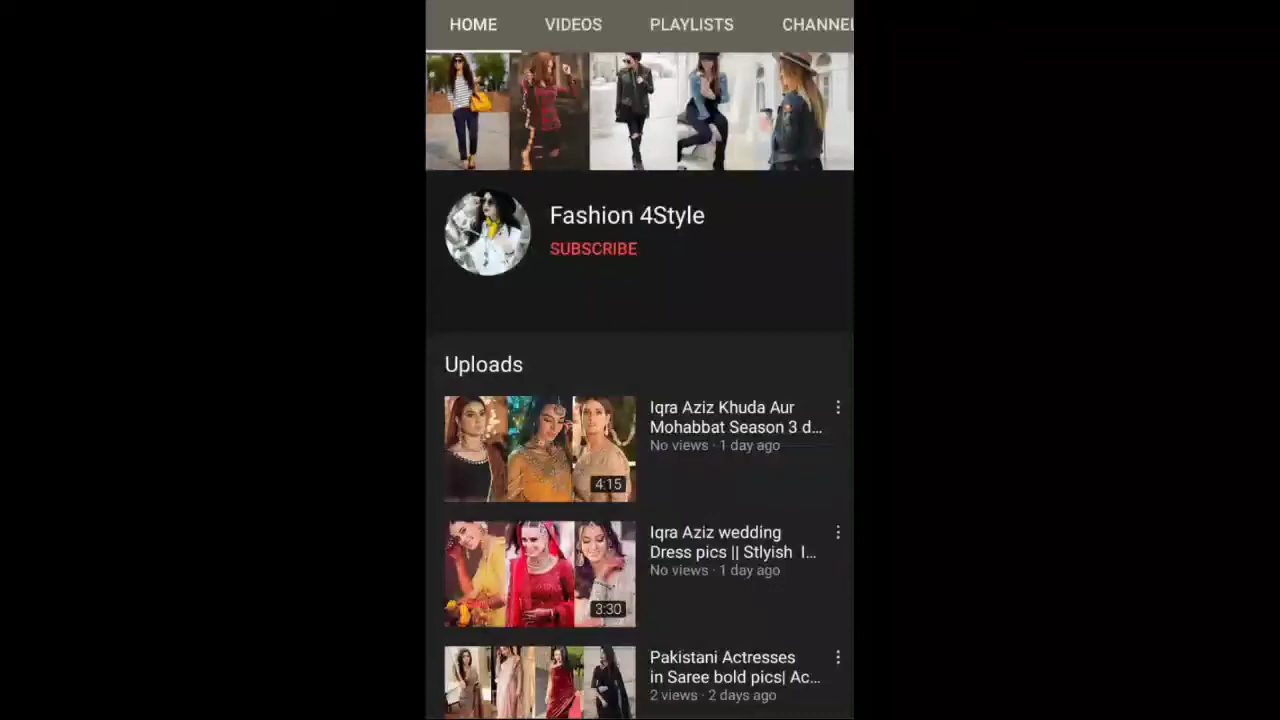 HOME VIDEOS PLAYLISTS CHANNEL
Fashion 4Style
SUBSCRIBE
Uploads
Iqra Aziz Khuda Aur
Mohabbat Season 3 d...
No views · 1 day ago
4:15
Iqra Aziz wedding
Dress pics || Stlyish I...
No views · 1 day ago
3:30
Pakistani Actresses
in Saree bold pics| Ac...
2 views · 2 days ago